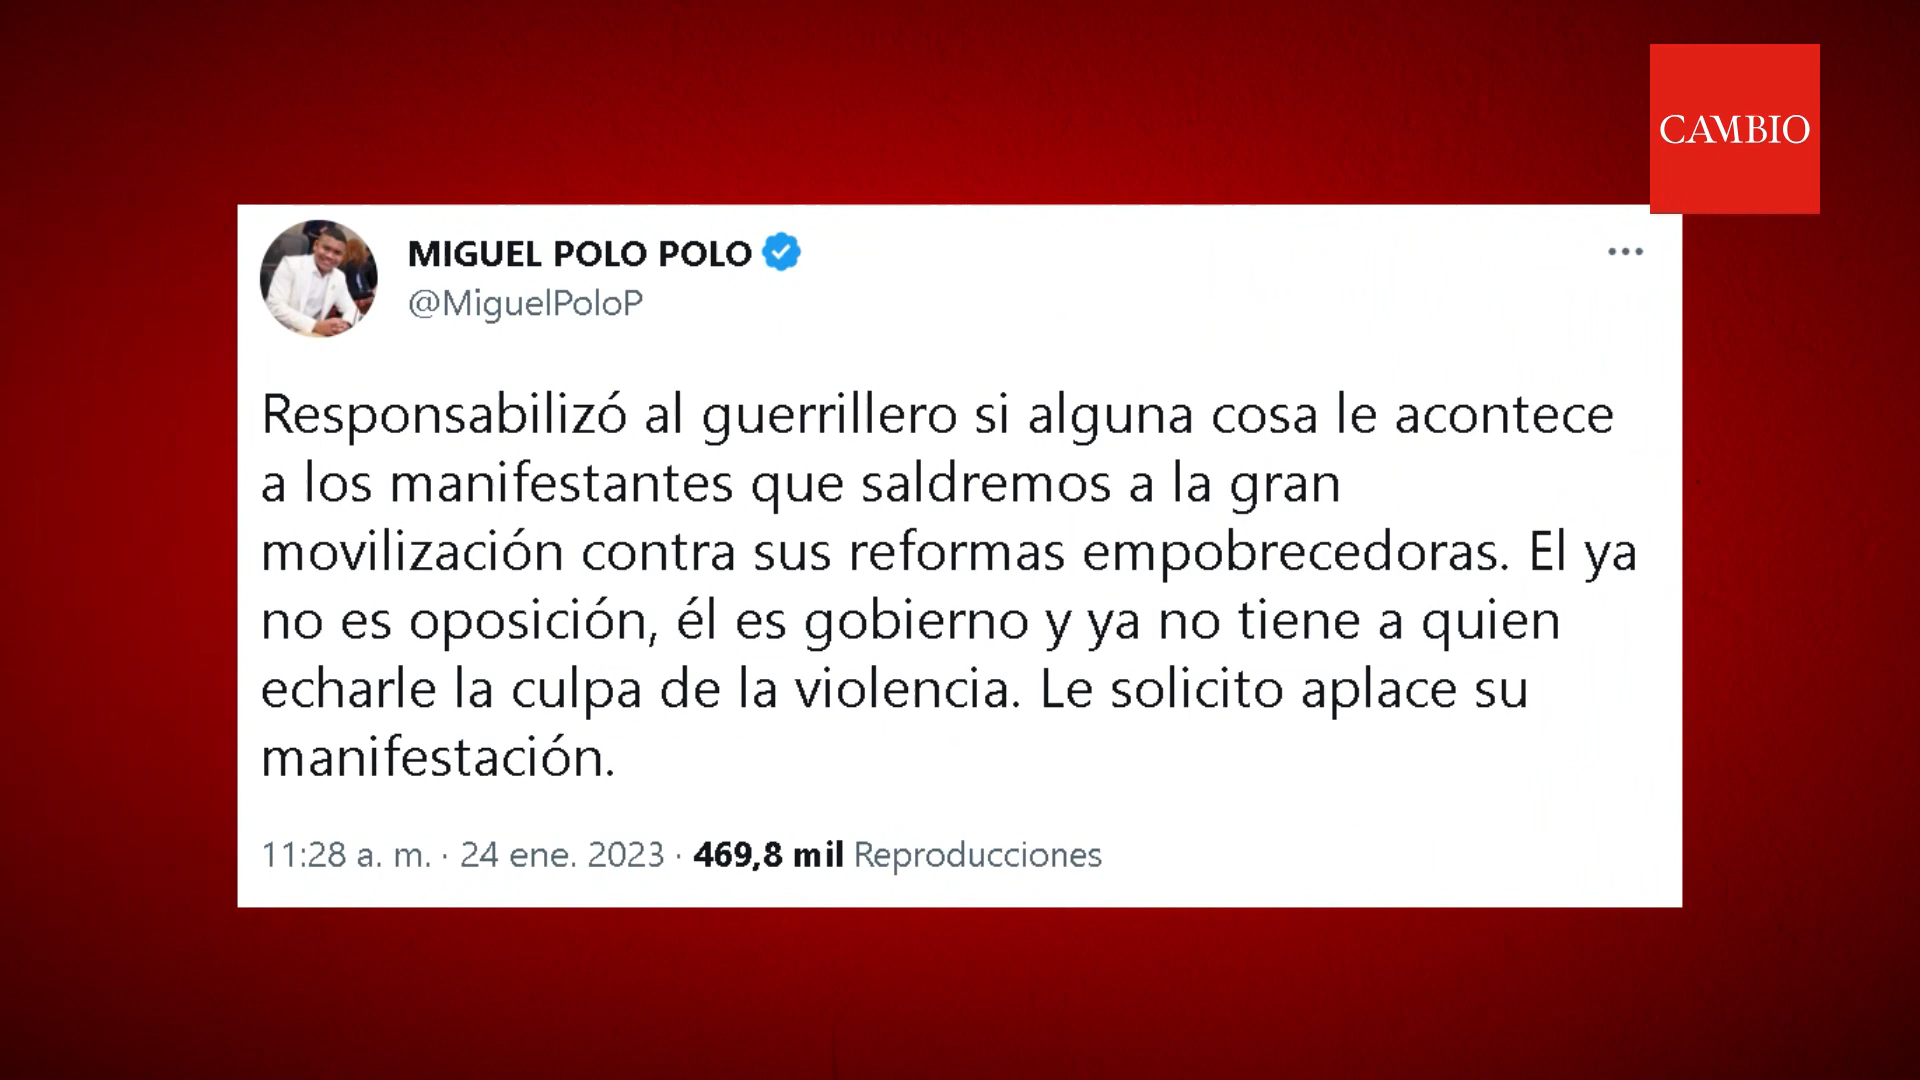 CAMBIO
MIGUEL POLO POLO
@MiguelPoloP
Responsabilizó al guerrillero si alguna cosa le acontece
a los manifestantes que saldremos a la gran
movilización contra sus reformas empobrecedoras. El ya
no es oposición, él es gobierno y ya no tiene a quien
echarle la culpa de la violencia. Le solicito aplace su
manifestación.
11:28 a. m. · 24 ene. 2023 · 469,8 mil Reproducciones